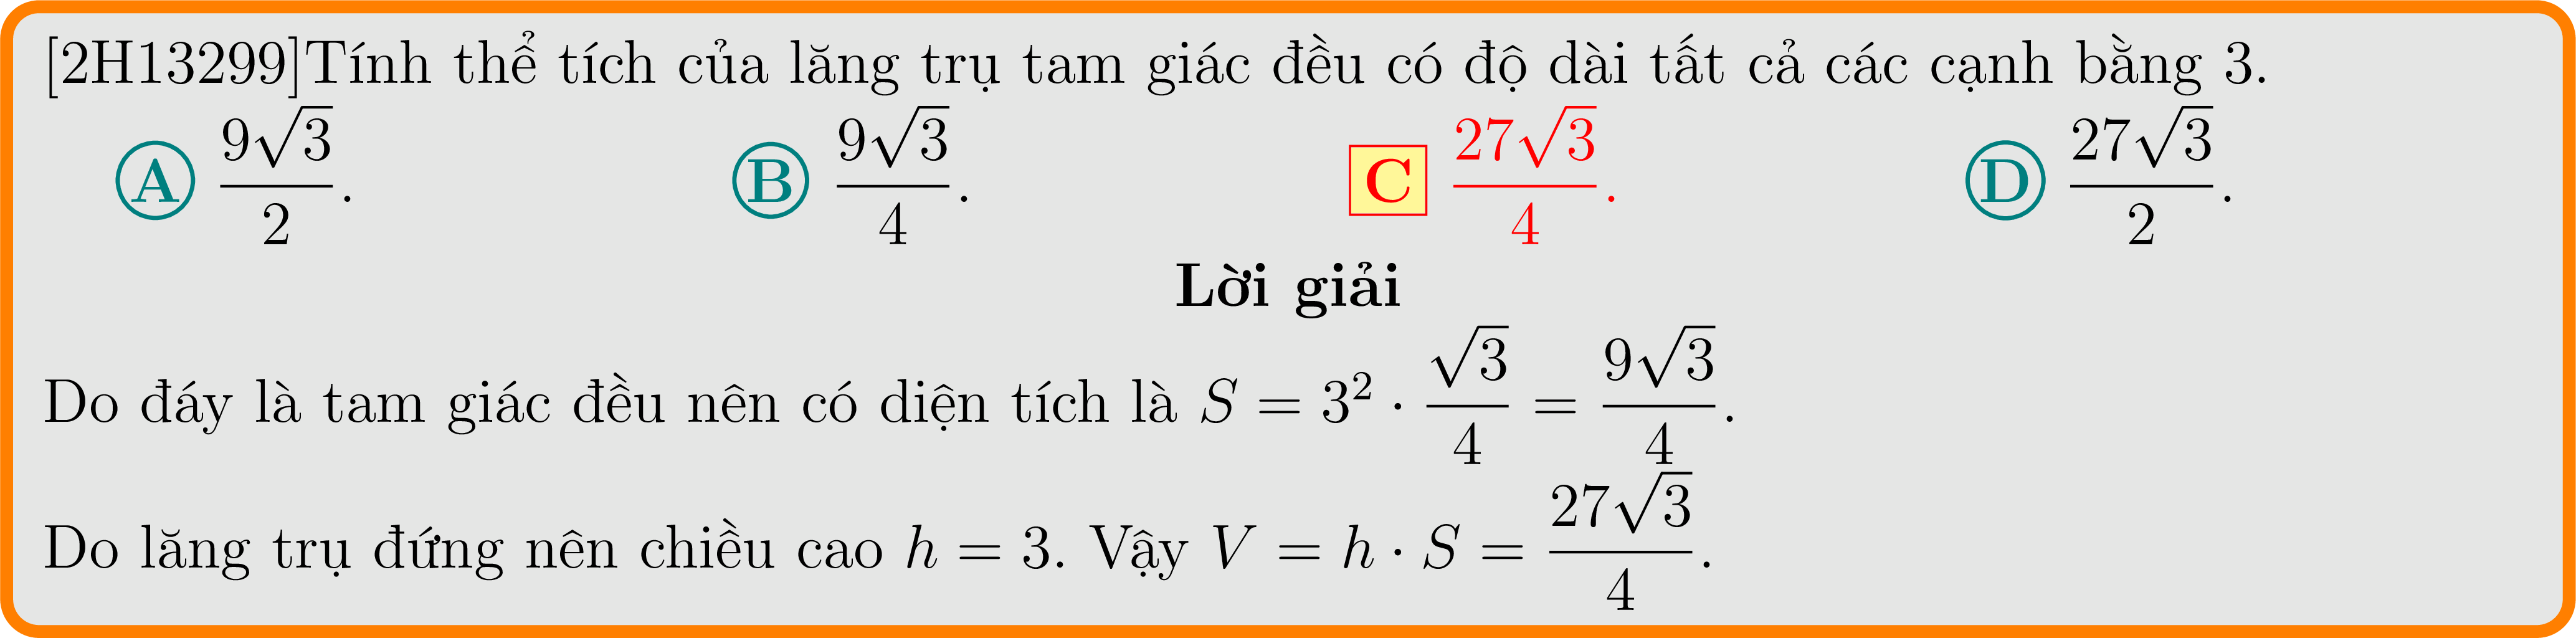 [2H13299]Tính thể tích của lăng trụ tam giác đều có độ dài tất cả các cạnh bằng 3.
A $\frac{9\sqrt{3}}{2}$. B $\frac{9\sqrt{3}}{4}$. C $\frac{27\sqrt{3}}{4}$. D $\frac{27\sqrt{3}}{2}$.
Lời giải
Do đáy là tam giác đều nên có diện tích là $S = 3^2 \cdot \frac{\sqrt{3}}{4} = \frac{9\sqrt{3}}{4}$.
Do lăng trụ đứng nên chiều cao $h = 3$. Vậy $V = h \cdot S = \frac{27\sqrt{3}}{4}$.